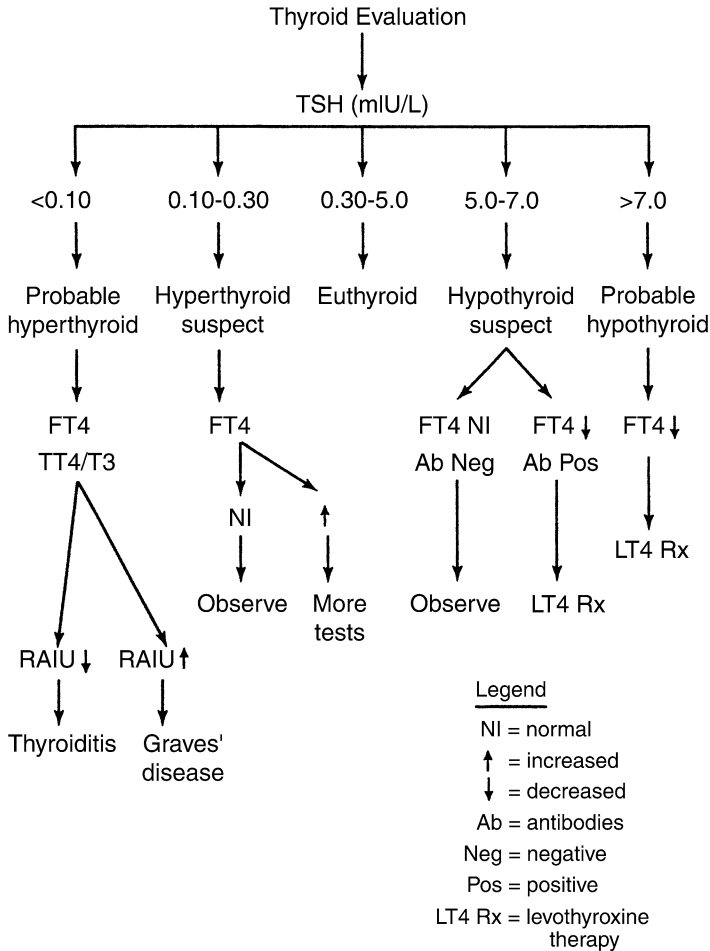 Thyroid Evaluation
TSH (mIU/L)
<0.10
0.10-0.30
0.30-5.0
5.0-7.0
>7.0
Probable
hyperthyroid
Hyperthyroid
suspect
Euthyroid
Hypothyroid
suspect
Probable
hypothyroid
FT4
TT4/T3
FT4
FT4 NI
Ab Neg
FT4 ↓
Ab Pos
FT4 ↓
NI
↑
LT4 Rx
Observe
More
tests
Observe
LT4 Rx
RAIU ↓
RAIU ↑
Thyroiditis
Graves'
disease
Legend
NI = normal
↑ = increased
↓ = decreased
Ab = antibodies
Neg = negative
Pos = positive
LT4 Rx = levothyroxine
therapy